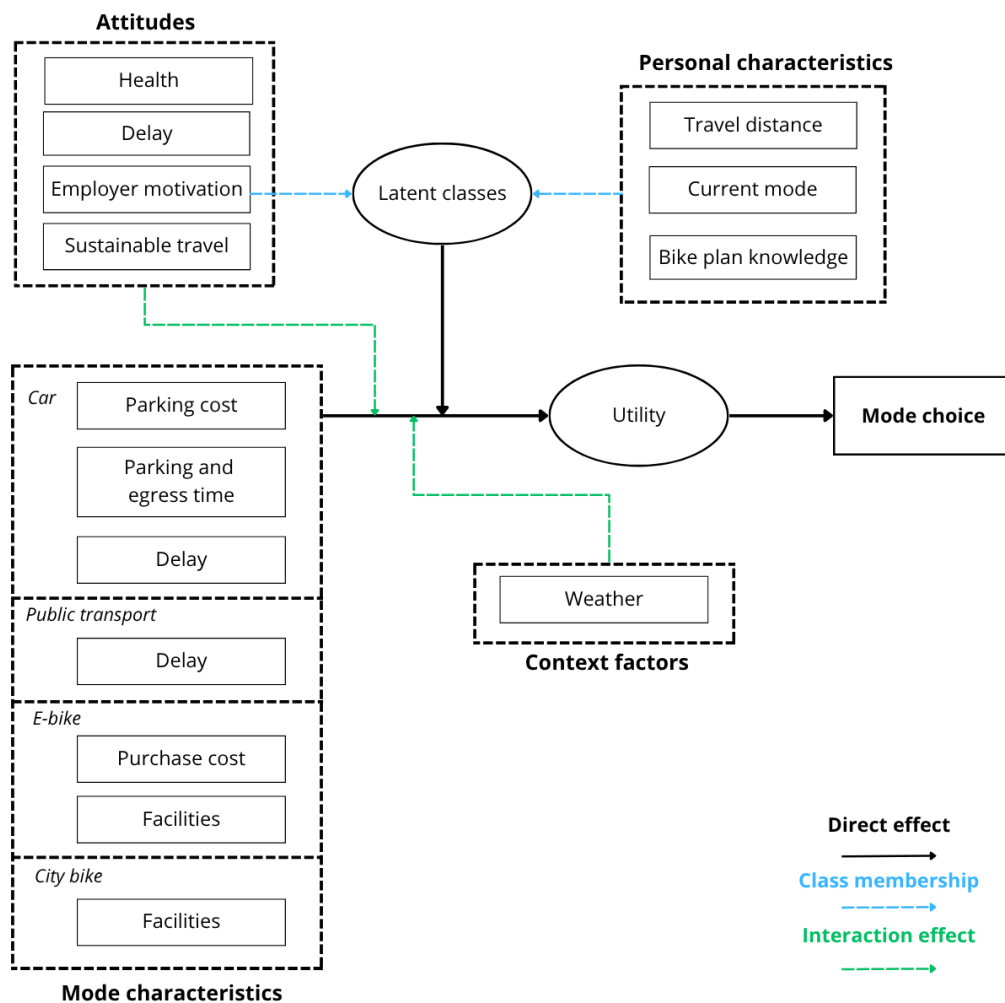 Attitudes
Health
Delay
Employer motivation
Sustainable travel
Personal characteristics
Travel distance
Current mode
Bike plan knowledge
Latent classes
Car
Parking cost
Parking and
egress time
Delay
Public transport
Delay
E-bike
Purchase cost
Facilities
City bike
Facilities
Mode characteristics
Utility
Mode choice
Weather
Context factors
Direct effect
Class membership
Interaction effect